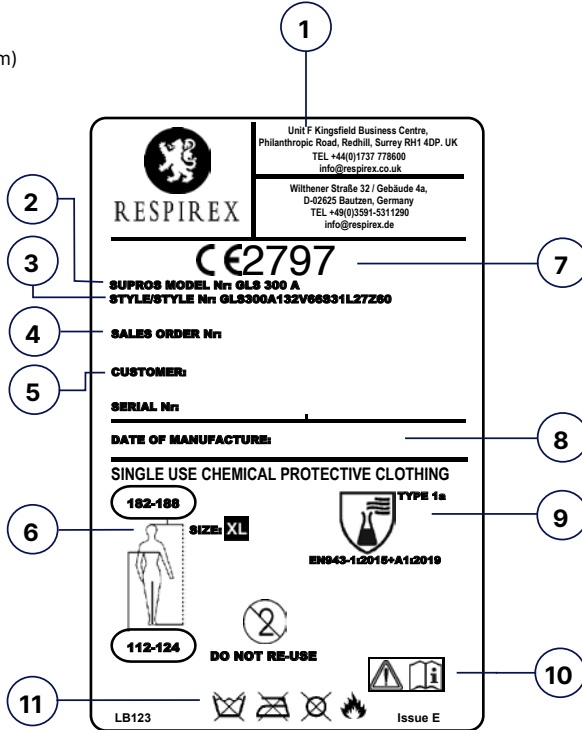 m)
1
Unit F Kingsfield Business Centre,
Philanthropic Road, Redhill, Surrey RH1 4DP. UK
TEL +44(0)1737 778600
info@respirex.co.uk
RESPIREX
Wilthener Straße 32 / Gebäude 4a,
D-02625 Bautzen, Germany
TEL +49(0)3591-5311290
info@respirex.de
2
CE2797
7
SUPROS MODEL Nr: GLS 300 A
3
STYLE/STYLE Nr: GLS300A132V66S31L27Z60
4
SALES ORDER Nr:
5
CUSTOMER:
SERIAL Nr:
DATE OF MANUFACTURE:
8
SINGLE USE CHEMICAL PROTECTIVE CLOTHING
182-188
TYPE 1a
6
SIZE: XL
9
EN943-1:2015+A1:2019
2
112-124
DO NOT RE-USE
i
10
11
LB123
Issue E